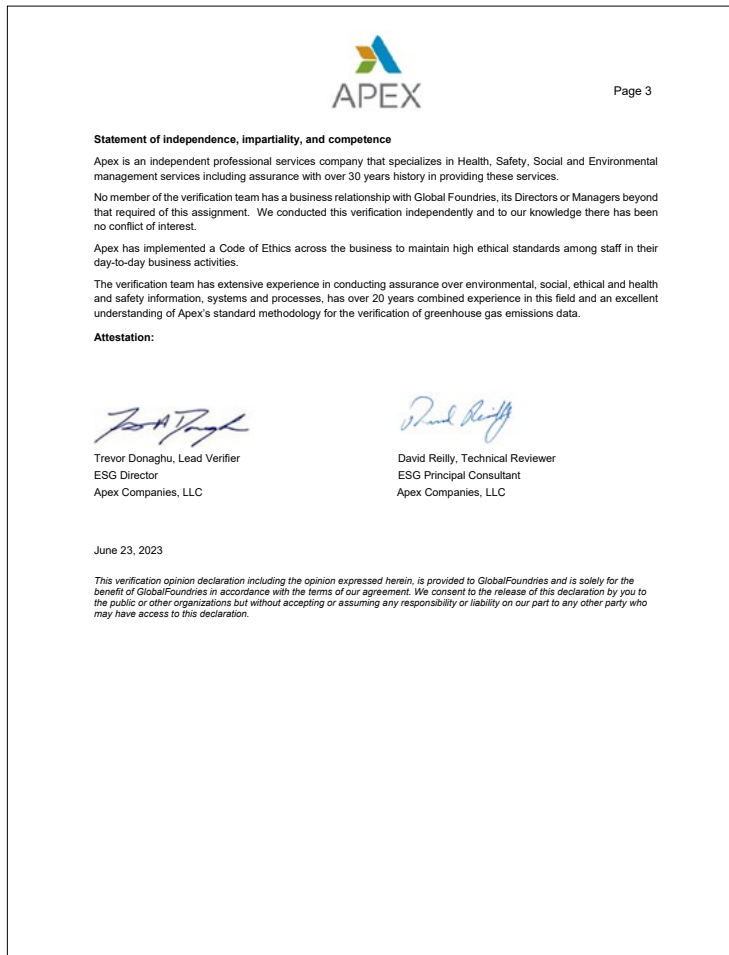 APEX
Page 3
Statement of independence, impartiality, and competence
Apex is an independent professional services company that specializes in Health, Safety, Social and Environmental
management services including assurance with over 30 years history in providing these services.
No member of the verification team has a business relationship with Global Foundries, its Directors or Managers beyond
that required of this assignment.  We conducted this verification independently and to our knowledge there has been
no conflict of interest.
Apex has implemented a Code of Ethics across the business to maintain high ethical standards among staff in their
day-to-day business activities.
The verification team has extensive experience in conducting assurance over environmental, social, ethical and health
and safety information, systems and processes, has over 20 years combined experience in this field and an excellent
understanding of Apex's standard methodology for the verification of greenhouse gas emissions data.
Attestation:
Trevor Donaghu, Lead Verifier
ESG Director
Apex Companies, LLC
David Reilly, Technical Reviewer
ESG Principal Consultant
Apex Companies, LLC
June 23, 2023
This verification opinion declaration including the opinion expressed herein, is provided to GlobalFoundries and is solely for the
benefit of GlobalFoundries in accordance with the terms of our agreement. We consent to the release of this declaration by you to
the public or other organizations but without accepting or assuming any responsibility or liability on our part to any other party who
may have access to this declaration.